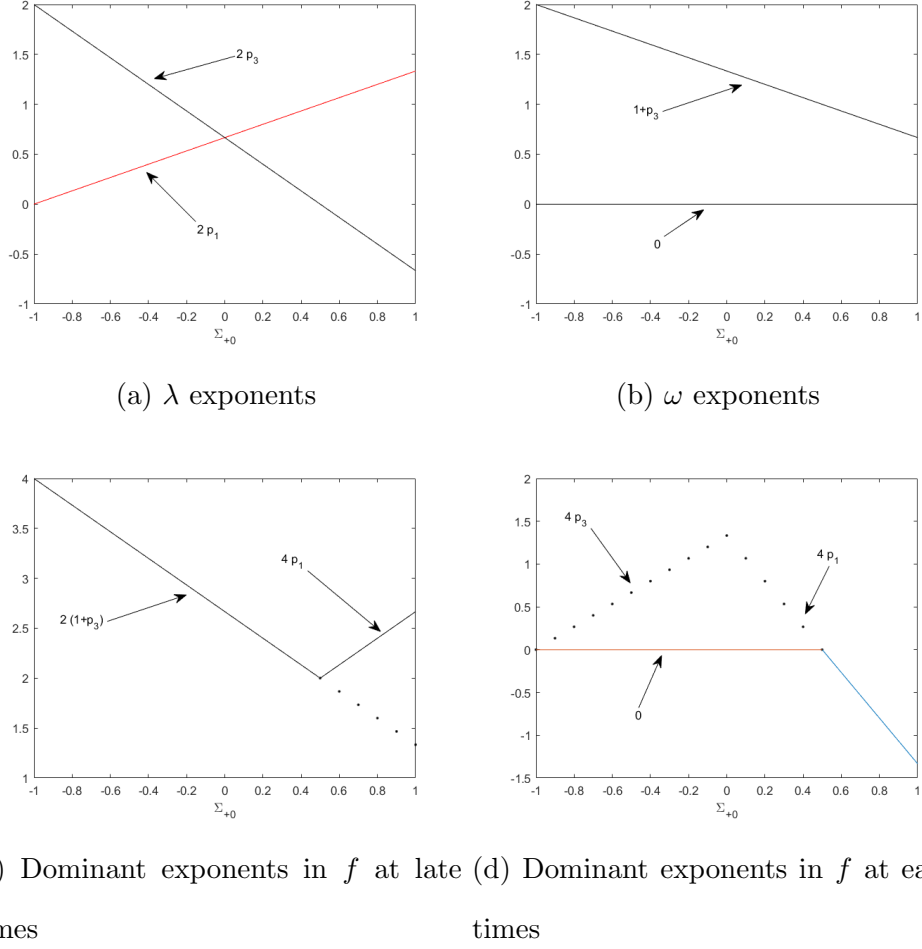 2
1.5
1
0.5
0
-0.5
-1
-1 -0.8 -0.6 -0.4 -0.2 0 0.2 0.4 0.6 0.8 1
Σ+0
2 p3
2 p1
(a) λ exponents
2
1.5
1
0.5
0
-0.5
-1
-1 -0.8 -0.6 -0.4 -0.2 0 0.2 0.4 0.6 0.8 1
Σ+0
1+p3
0
(b) ω exponents
4
3.5
3
2.5
2
1.5
1
-1 -0.8 -0.6 -0.4 -0.2 0 0.2 0.4 0.6 0.8 1
Σ+0
2 (1+p3)
4 p1
) Dominant exponents in f at late
mes
2
1.5
1
0.5
0
-0.5
-1
-1.5
-1 -0.8 -0.6 -0.4 -0.2 0 0.2 0.4 0.6 0.8 1
Σ+0
4 p3
4 p1
0
(d) Dominant exponents in f at ea
times